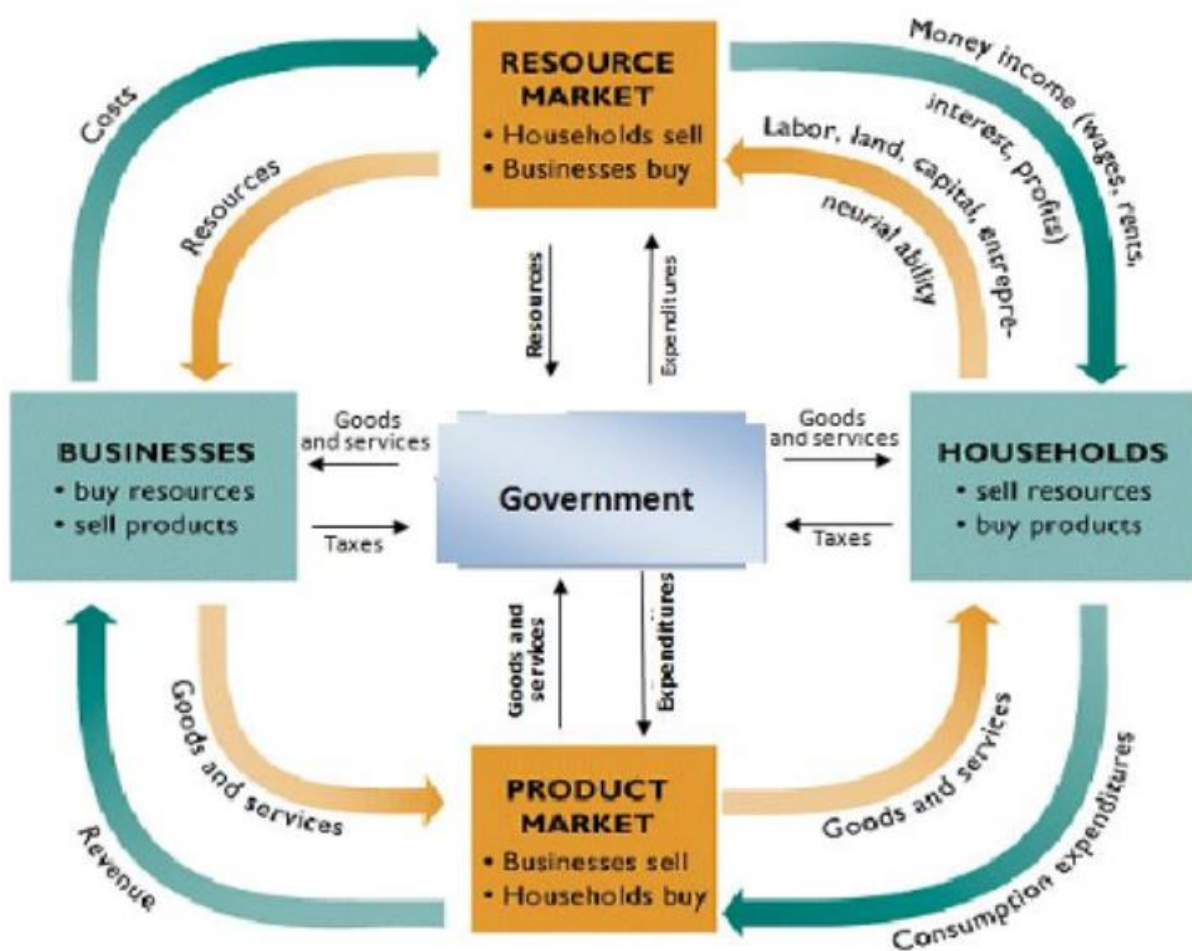 RESOURCE
MARKET
• Households sell
• Businesses buy
Costs
Resources
Money income (wages, rents,
interest, profits)
Labor, land, capital, entrepre-
neurial ability
Resources
Expenditures
BUSINESSES
• buy resources
• sell products
Goods
and services
Taxes
Government
Goods
and services
Taxes
HOUSEHOLDS
• sell resources
• buy products
Goods and
services
Expenditures
Goods and services
Revenue
PRODUCT
MARKET
• Businesses sell
• Households buy
Goods and services
Consumption expenditures